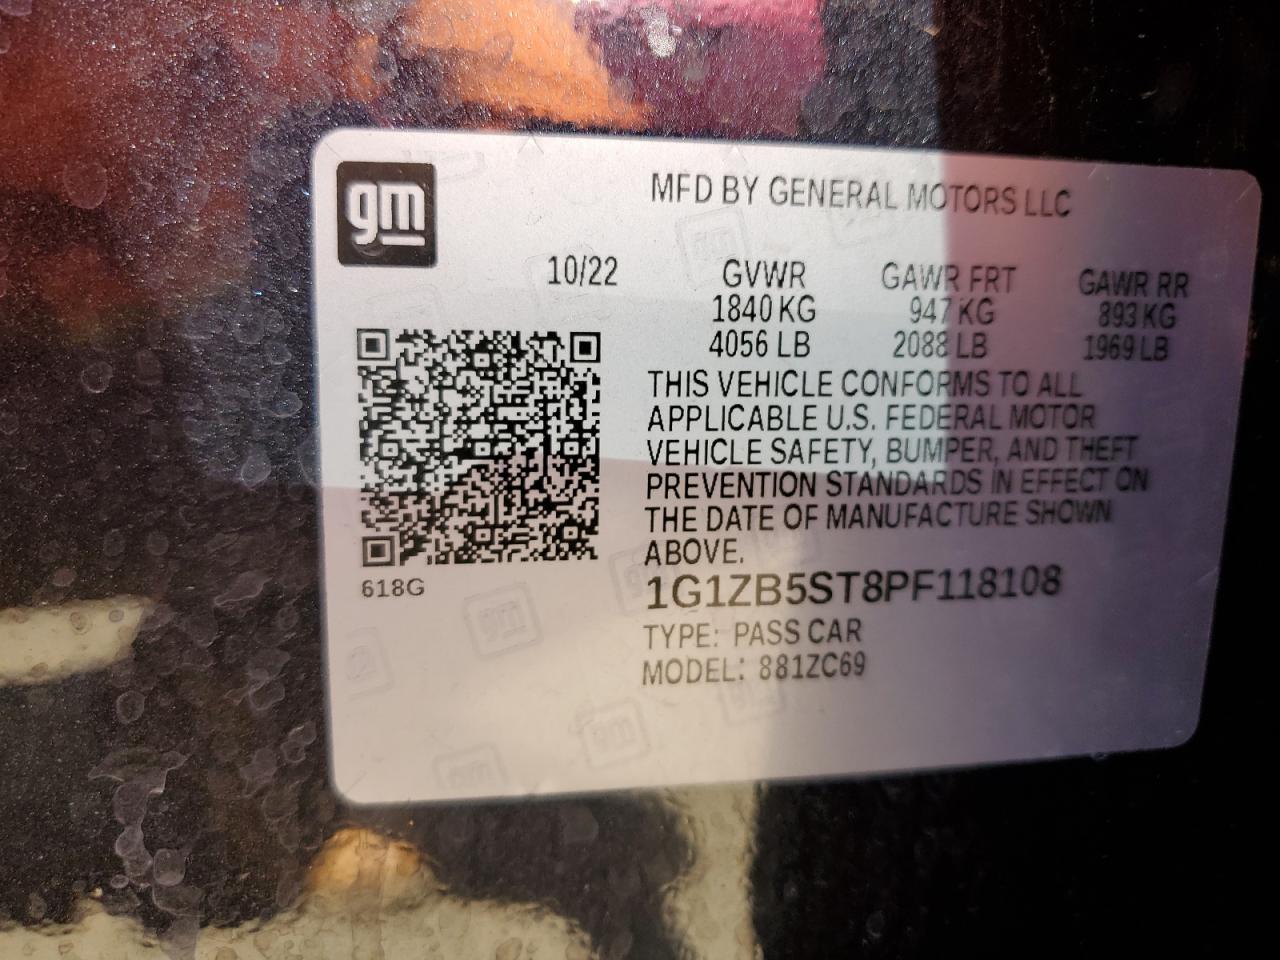 gm
MFD BY GENERAL MOTORS LLC
10/22 GVWR GAWR FRT GAWR RR
1840 KG 947 KG 893 KG
4056 LB 2088 LB 1969 LB
THIS VEHICLE CONFORMS TO ALL
APPLICABLE U.S. FEDERAL MOTOR
VEHICLE SAFETY, BUMPER, AND THEFT
PREVENTION STANDARDS IN EFFECT ON
THE DATE OF MANUFACTURE SHOWN
ABOVE.
618G
1G1ZB5ST8PF118108
TYPE: PASS CAR
MODEL: 881ZC69